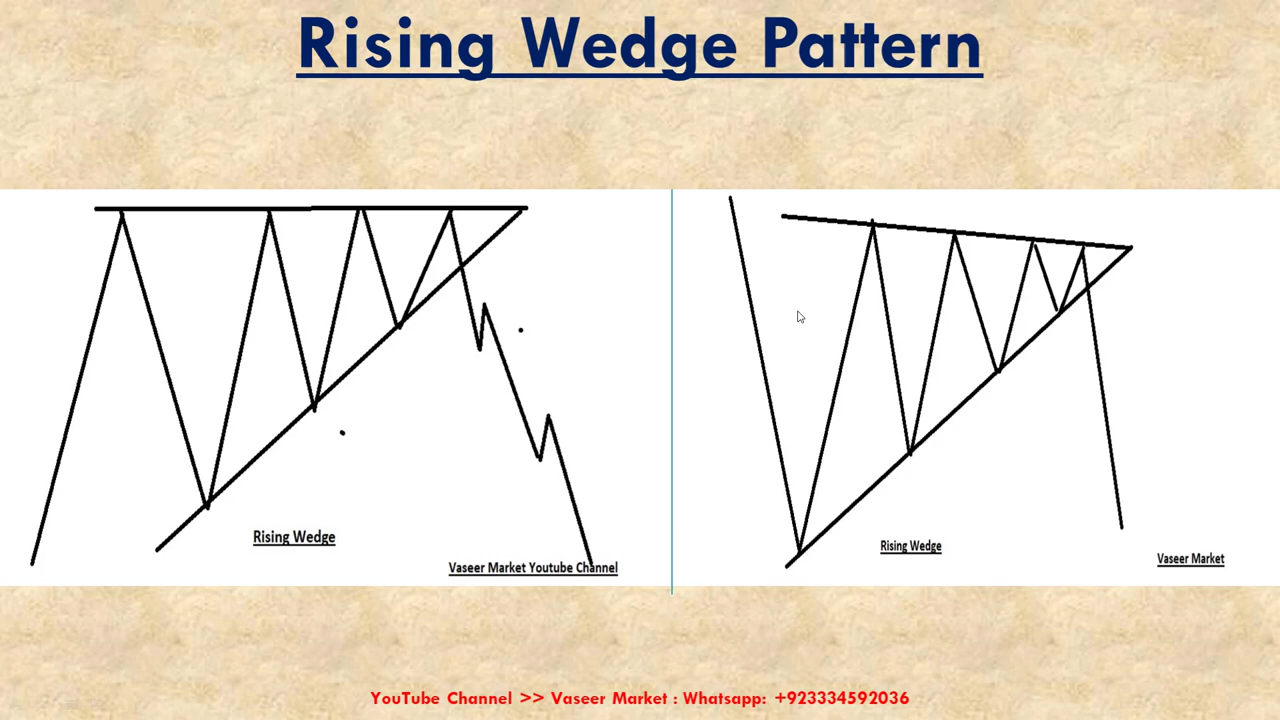 Rising Wedge Pattern
Rising Wedge
Vaseer Market Youtube Channel
Rising Wedge
Vaseer Market
YouTube Channel >> Vaseer Market : Whatsapp: +923334592036